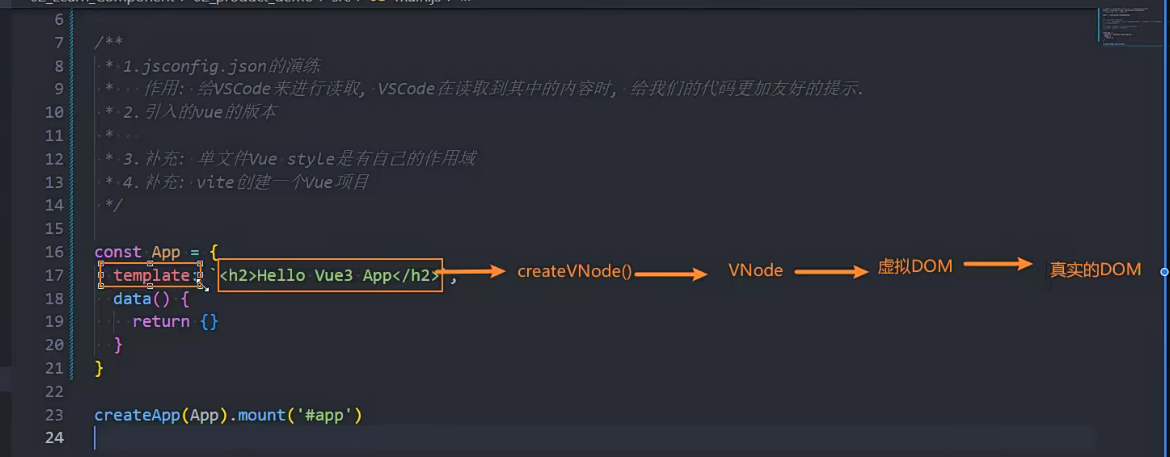 6
7 /**
8 * 1.jsconfig.json的演练
9 * 作用: 给VSCode来进行读取, VSCode在读取到其中的内容时, 给我们的代码更加友好的提示.
10 * 2.引入的vue的版本
11 *
12 * 3.补充: 单文件Vue style是有自己的作用域
13 * 4.补充: vite创建一个Vue项目
14 */
15
16 const App = {
17 template: `<h2>Hello Vue3 App</h2>`, createVNode() VNode 虚拟DOM 真实的DOM
18 data() {
19 return {}
20 }
21 }
22
23 createApp(App).mount('#app')
24